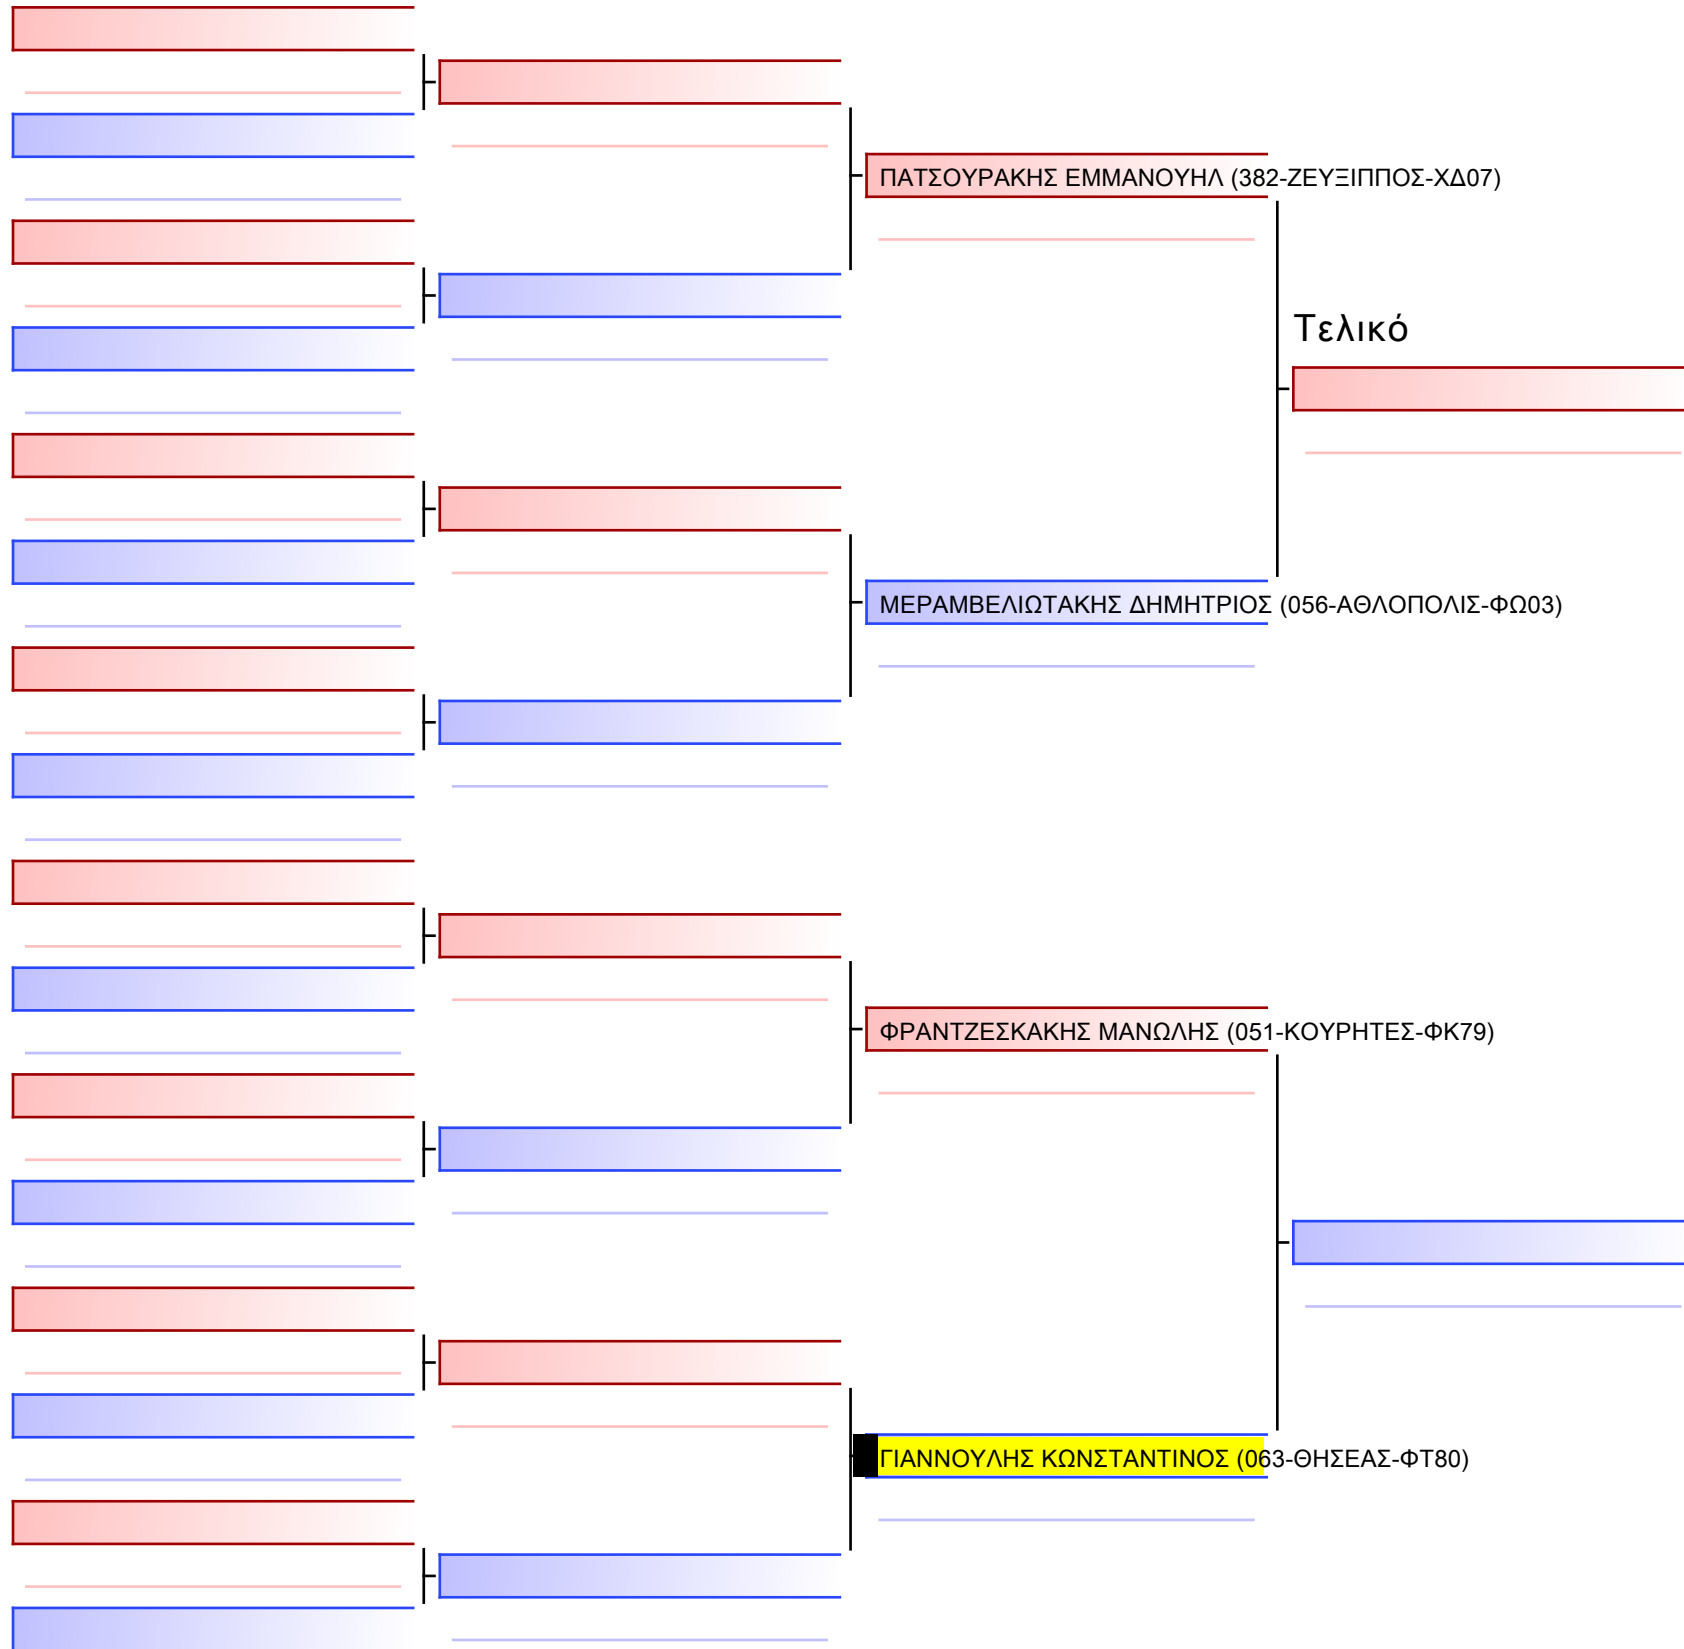 ΠΑΤΣΟΥΡΑΚΗΣ ΕΜΜΑΝΟΥΗΛ (382-ΖΕΥΞΙΠΠΟΣ-ΧΔ07)
Τελικό
ΜΕΡΑΜΒΕΛΙΩΤΑΚΗΣ ΔΗΜΗΤΡΙΟΣ (056-ΑΘΛΟΠΟΛΙΣ-ΦΩ03)
ΦΡΑΝΤΖΕΣΚΑΚΗΣ ΜΑΝΩΛΗΣ (051-ΚΟΥΡΗΤΕΣ-ΦΚ79)
ΓΙΑΝΝΟΥΛΗΣ ΚΩΝΣΤΑΝΤΙΝΟΣ (063-ΘΗΣΕΑΣ-ΦΤ80)